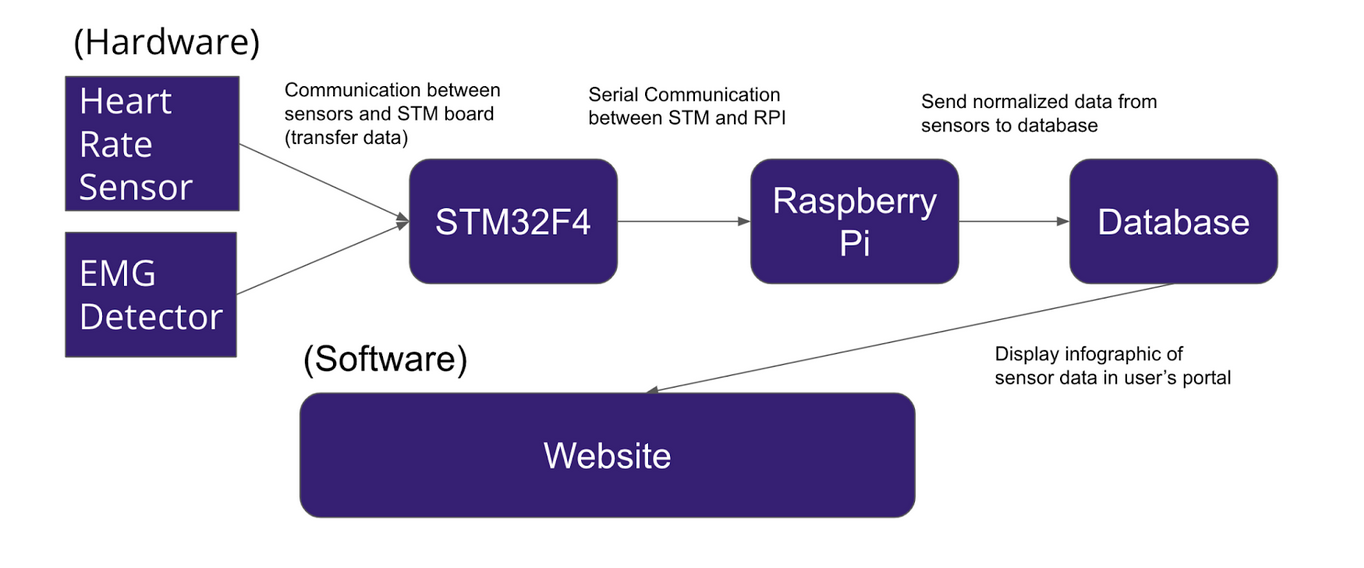 (Hardware)
Heart
Rate
Sensor
EMG
Detector
Communication between
sensors and STM board
(transfer data)
STM32F4
Serial Communication
between STM and RPI
Raspberry
Pi
Send normalized data from
sensors to database
Database
Display infographic of
sensor data in user’s portal
(Software)
Website